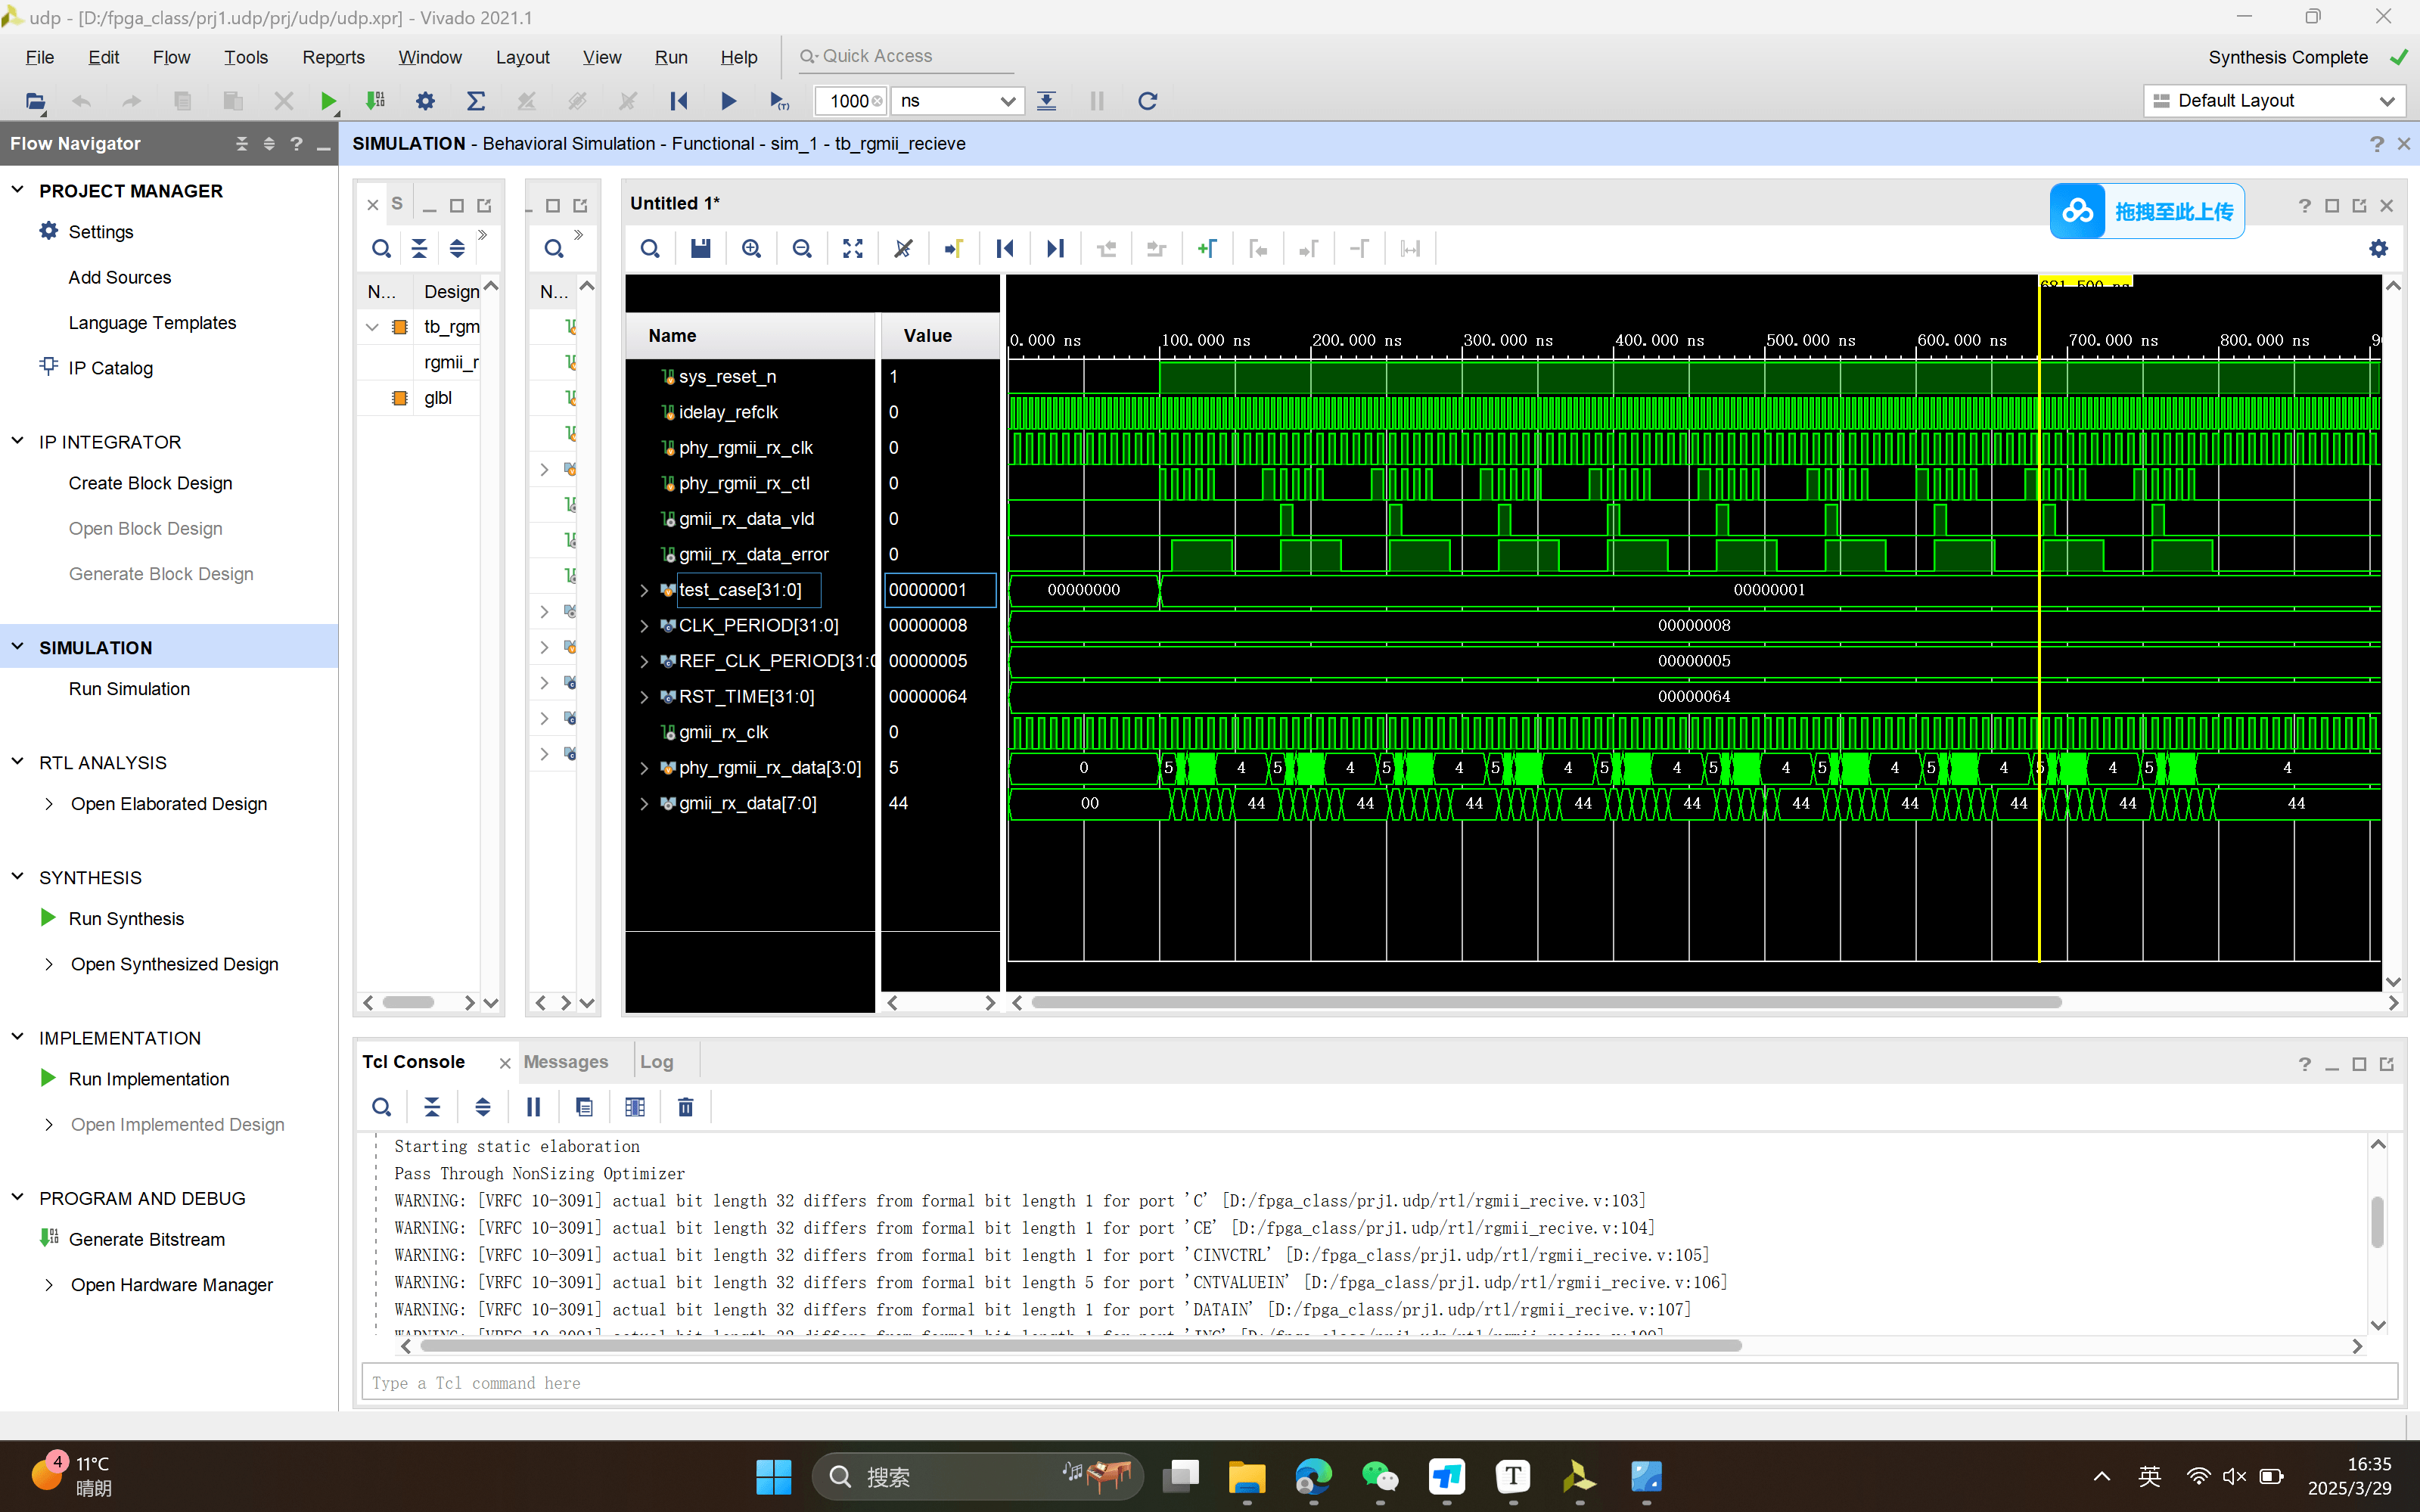 udp - [D:/fpga_class/prj1.udp/prj/udp/udp.xpr] - Vivado 2021.1
File Edit Flow Tools Reports Window Layout View Run Help Quick Access
Synthesis Complete
1000 ns
Default Layout
Flow Navigator
SIMULATION - Behavioral Simulation - Functional - sim_1 - tb_rgmii_recieve
PROJECT MANAGER
Settings
Add Sources
Language Templates
IP Catalog
IP INTEGRATOR
Create Block Design
Open Block Design
Generate Block Design
SIMULATION
Run Simulation
RTL ANALYSIS
Open Elaborated Design
SYNTHESIS
Run Synthesis
Open Synthesized Design
IMPLEMENTATION
Run Implementation
Open Implemented Design
PROGRAM AND DEBUG
Generate Bitstream
Open Hardware Manager
S
N... Design
tb_rgm
rgmii_r
glbl
N...
Untitled 1*
拖拽至此上传
681.500 ns
Name Value
0.000 ns 100.000 ns 200.000 ns 300.000 ns 400.000 ns 500.000 ns 600.000 ns 700.000 ns 800.000 ns
sys_reset_n 1
idelay_refclk 0
phy_rgmii_rx_clk 0
phy_rgmii_rx_ctl 0
gmii_rx_data_vld 0
gmii_rx_data_error 0
test_case[31:0] 00000001 00000000 00000001
CLK_PERIOD[31:0] 00000008 00000008
REF_CLK_PERIOD[31:0 00000005 00000005
RST_TIME[31:0] 00000064 00000064
gmii_rx_clk 0
phy_rgmii_rx_data[3:0] 5 0 5 4 5 4 5 4 5 4 5 4 5 4 5 4 5 4 5 4 5 4
gmii_rx_data[7:0] 44 00 44 44 44 44 44 44 44 44 44 44
Tcl Console Messages Log
Starting static elaboration
Pass Through NonSizing Optimizer
WARNING: [VRFC 10-3091] actual bit length 32 differs from formal bit length 1 for port 'C' [D:/fpga_class/prj1.udp/rtl/rgmii_recive.v:103]
WARNING: [VRFC 10-3091] actual bit length 32 differs from formal bit length 1 for port 'CE' [D:/fpga_class/prj1.udp/rtl/rgmii_recive.v:104]
WARNING: [VRFC 10-3091] actual bit length 32 differs from formal bit length 1 for port 'CINVCTRL' [D:/fpga_class/prj1.udp/rtl/rgmii_recive.v:105]
WARNING: [VRFC 10-3091] actual bit length 32 differs from formal bit length 5 for port 'CNTVALUEIN' [D:/fpga_class/prj1.udp/rtl/rgmii_recive.v:106]
WARNING: [VRFC 10-3091] actual bit length 32 differs from formal bit length 1 for port 'DATAIN' [D:/fpga_class/prj1.udp/rtl/rgmii_recive.v:107]
Type a Tcl command here
4
11°C
晴朗
搜索
英
16:35
2025/3/29